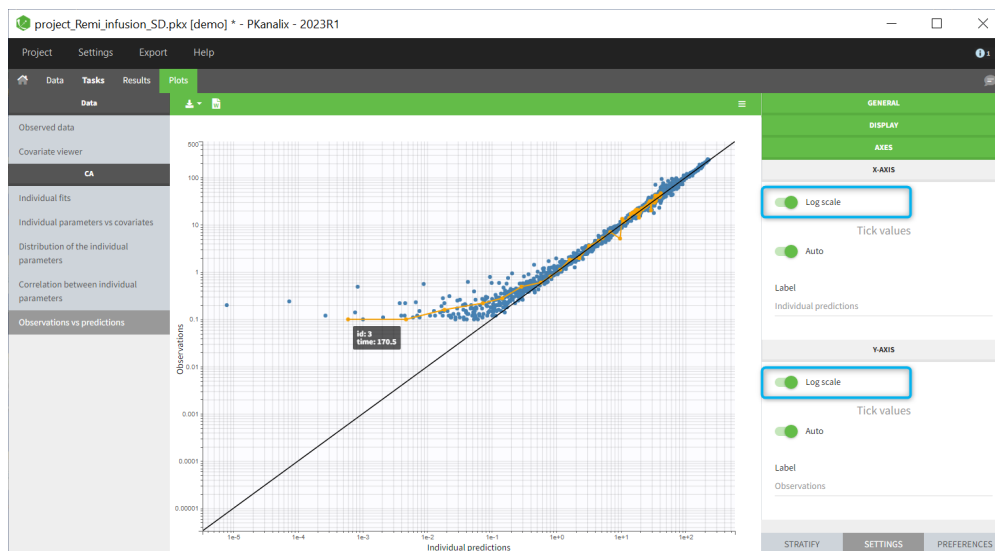 project_Remi_infusion_SD.pkx [demo] * - PKanalix - 2023R1
Project Settings Export Help
1
Data Tasks Results Plots
Data
Observed data
Covariate viewer
CA
Individual fits
Individual parameters vs covariates
Distribution of the individual
parameters
Correlation between individual
parameters
Observations vs predictions
500
100
10
1
0.1
0.01
0.001
0.0001
0.00001
Observations
id: 3
time: 170.5
1e-5 1e-4 1e-3 1e-2 1e-1 1e+0 1e+1 1e+2
Individual predictions
GENERAL
DISPLAY
AXES
X-AXIS
Log scale
Tick values
Auto
Label
Individual predictions
Y-AXIS
Log scale
Tick values
Auto
Label
Observations
STRATIFY SETTINGS PREFERENCES